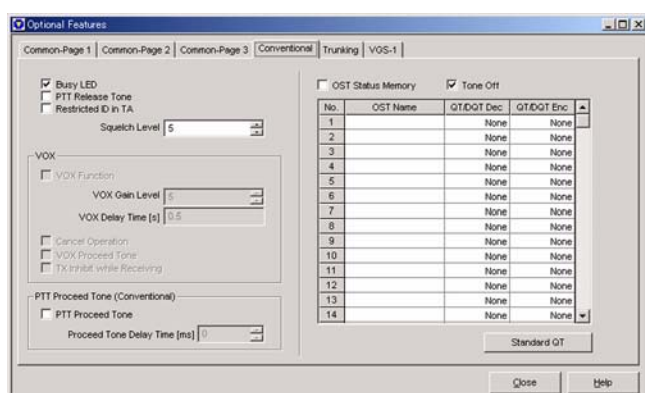 Optional Features
Common-Page 1 Common-Page 2 Common-Page 3 Conventional Trunking VGS-1
Busy LED
PTT Release Tone
Restricted ID in TA
Squelch Level 5
VOX
VOX Function
VOX Gain Level 5
VOX Delay Time [s] 0.5
Cancel Operation
VOX Proceed Tone
TX Inhibit while Receiving
PTT Proceed Tone (Conventional)
PTT Proceed Tone
Proceed Tone Delay Time [ms] 0
OST Status Memory Tone Off
No. OST Name QT/DQT Dec QT/DQT Enc
1 None None
2 None None
3 None None
4 None None
5 None None
6 None None
7 None None
8 None None
9 None None
10 None None
11 None None
12 None None
13 None None
14 None None
Standard QT
Close Help